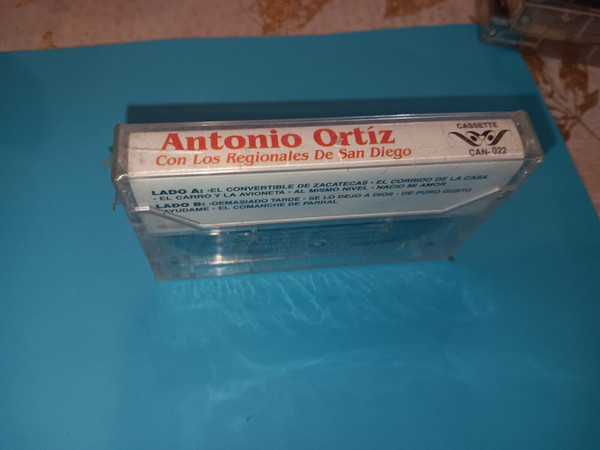 Antonio Ortíz
Con Los Regionales De San Diego
CASSETTE
CAN- 022
LADO A: ·EL CONVERTIBLE DE ZACATECAS · EL CORRIDO DE LA CASA
· EL CARRO Y LA AVIONETA · AL MISMO NIVEL · NACIO MI AMOR
LADO B: ·DEMASIADO TARDE · SE LO DEJO A DIOS · DE PURO GUSTO
· AYUDAME · EL COMANCHE DE PARRAL